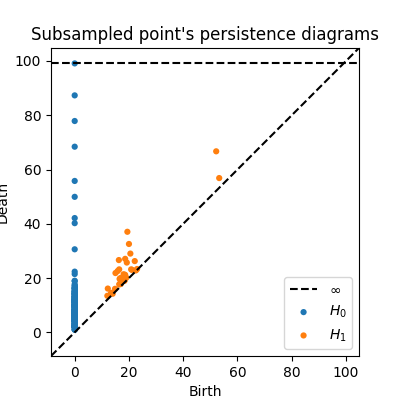 Subsampled point's persistence diagrams
100
80
60
40
20
0
Death
∞
H₀
H₁
0 20 40 60 80 100
Birth